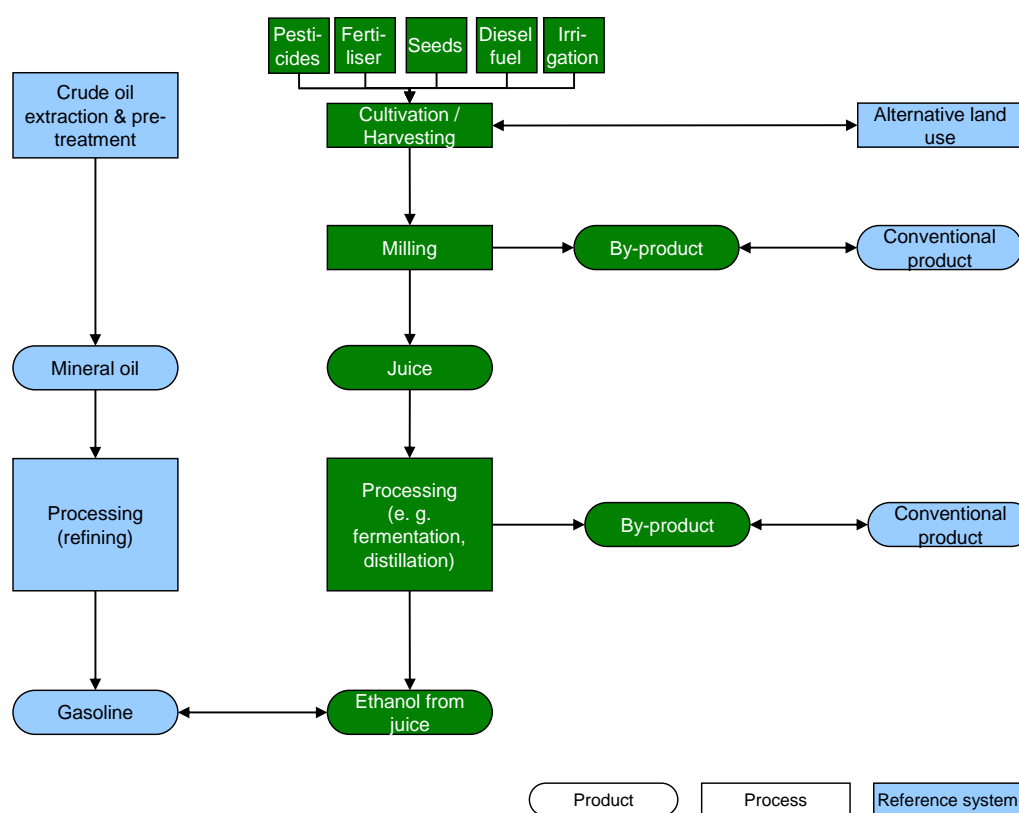 Pesti-
cides
Ferti-
liser
Seeds
Diesel
fuel
Irri-
gation
Crude oil
extraction & pre-
treatment
Cultivation /
Harvesting
Alternative land
use
Milling
By-product
Conventional
product
Mineral oil
Juice
Processing
(refining)
Processing
(e. g.
fermentation,
distillation)
By-product
Conventional
product
Gasoline
Ethanol from
juice
Product
Process
Reference system